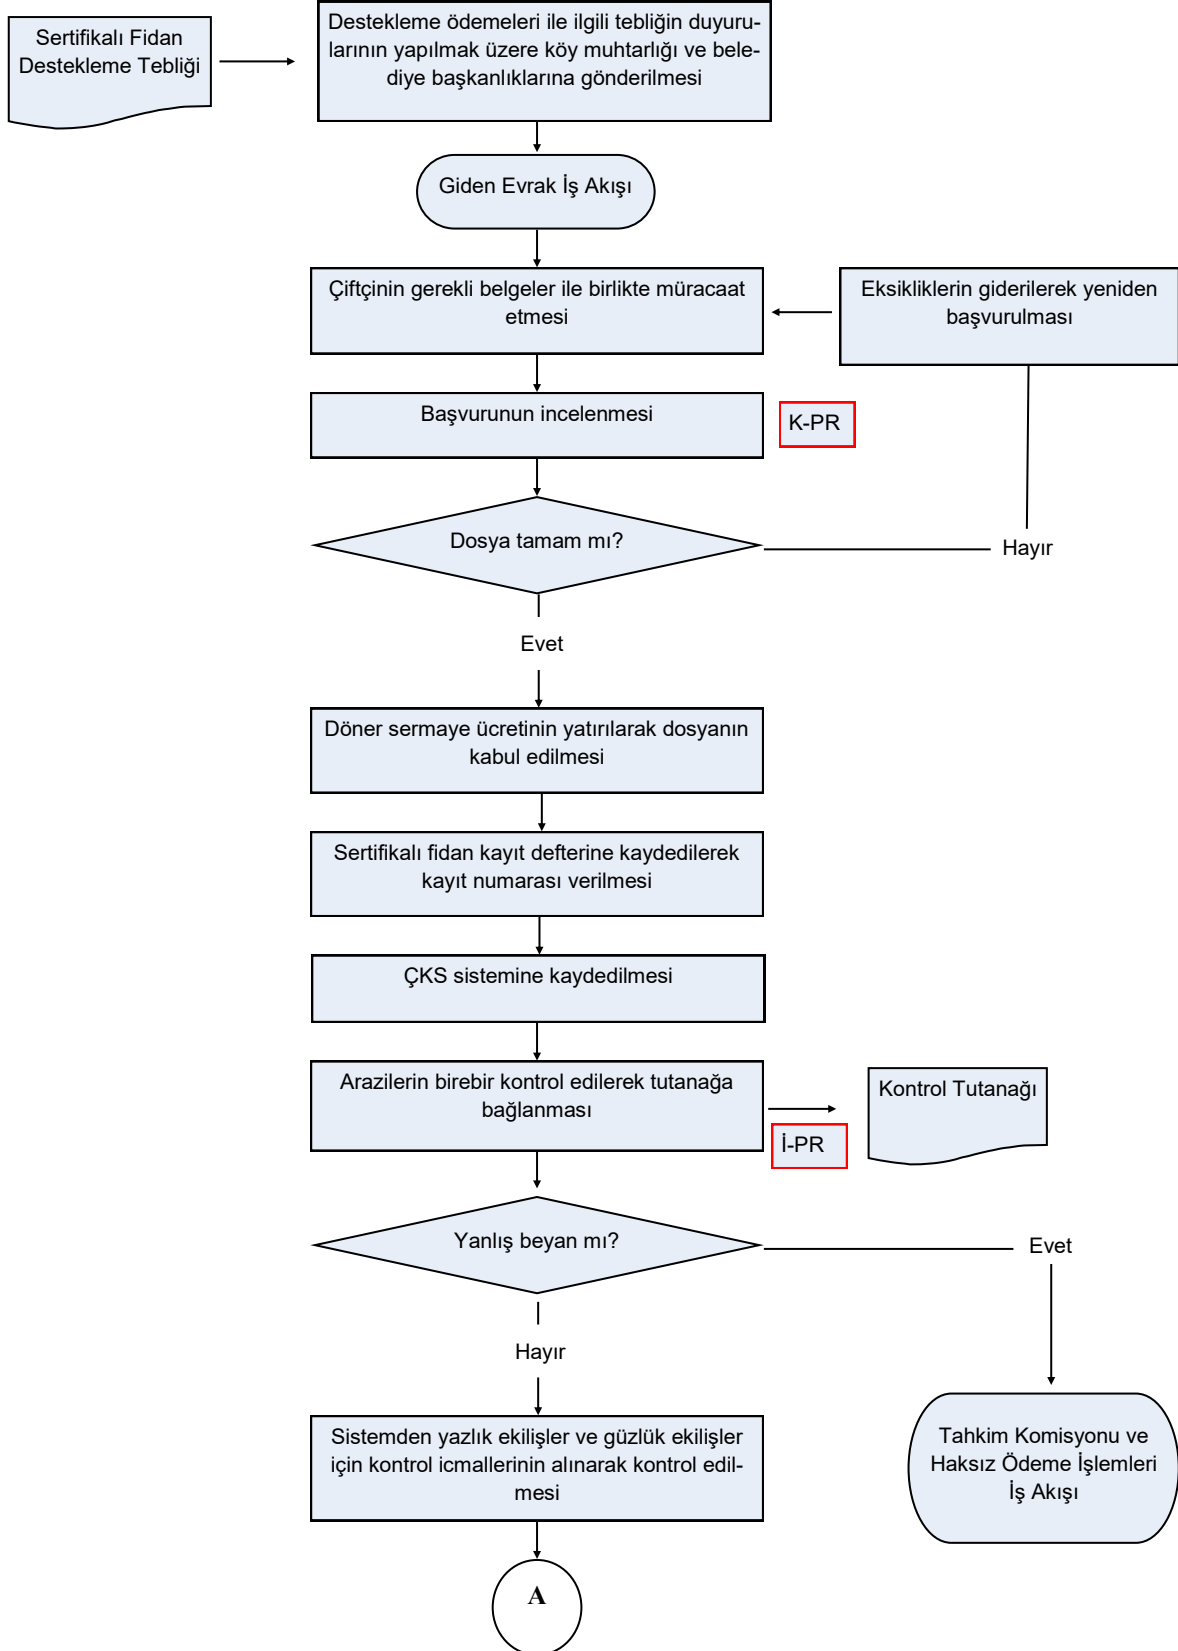 Sertifikalı Fidan
Destekleme Tebliği
Destekleme ödemeleri ile ilgili tebliğin duyuru-
larının yapılmak üzere köy muhtarlığı ve bele-
diye başkanlıklarına gönderilmesi
Giden Evrak İş Akışı
Çiftçinin gerekli belgeler ile birlikte müracaat
etmesi
Eksikliklerin giderilerek yeniden
başvurulması
Başvurunun incelenmesi
K-PR
Dosya tamam mı?
Hayır
Evet
Döner sermaye ücretinin yatırılarak dosyanın
kabul edilmesi
Sertifikalı fidan kayıt defterine kaydedilerek
kayıt numarası verilmesi
ÇKS sistemine kaydedilmesi
Arazilerin birebir kontrol edilerek tutanağa
bağlanması
Kontrol Tutanağı
İ-PR
Yanlış beyan mı?
Evet
Hayır
Sistemden yazlık ekilişler ve güzlük ekilişler
için kontrol icmallerinin alınarak kontrol edil-
mesi
Tahkim Komisyonu ve
Haksız Ödeme İşlemleri
İş Akışı
A